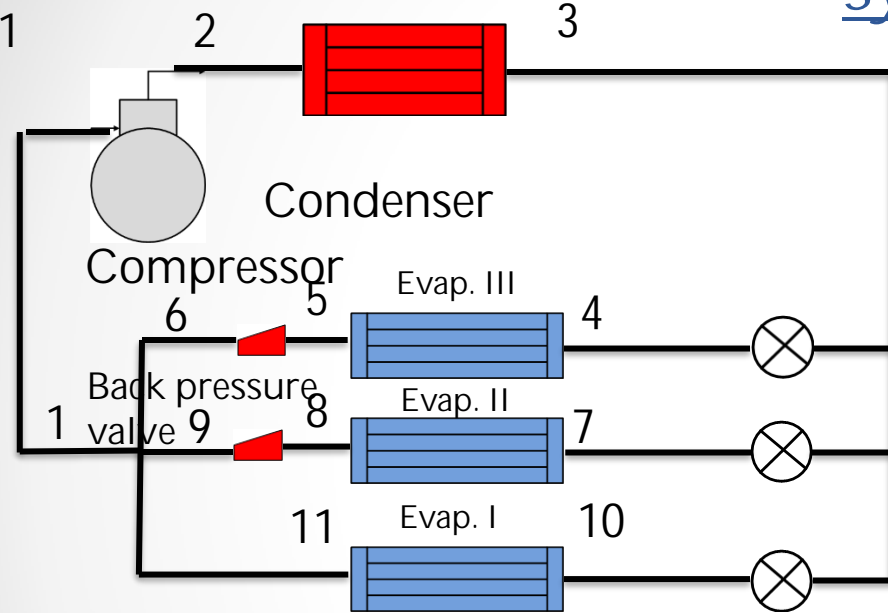 1
2
3
Sy
Condenser
Compressor
Evap. III
6
5
4
Back pressure
valve
Evap. II
1
9
8
7
Evap. I
11
10